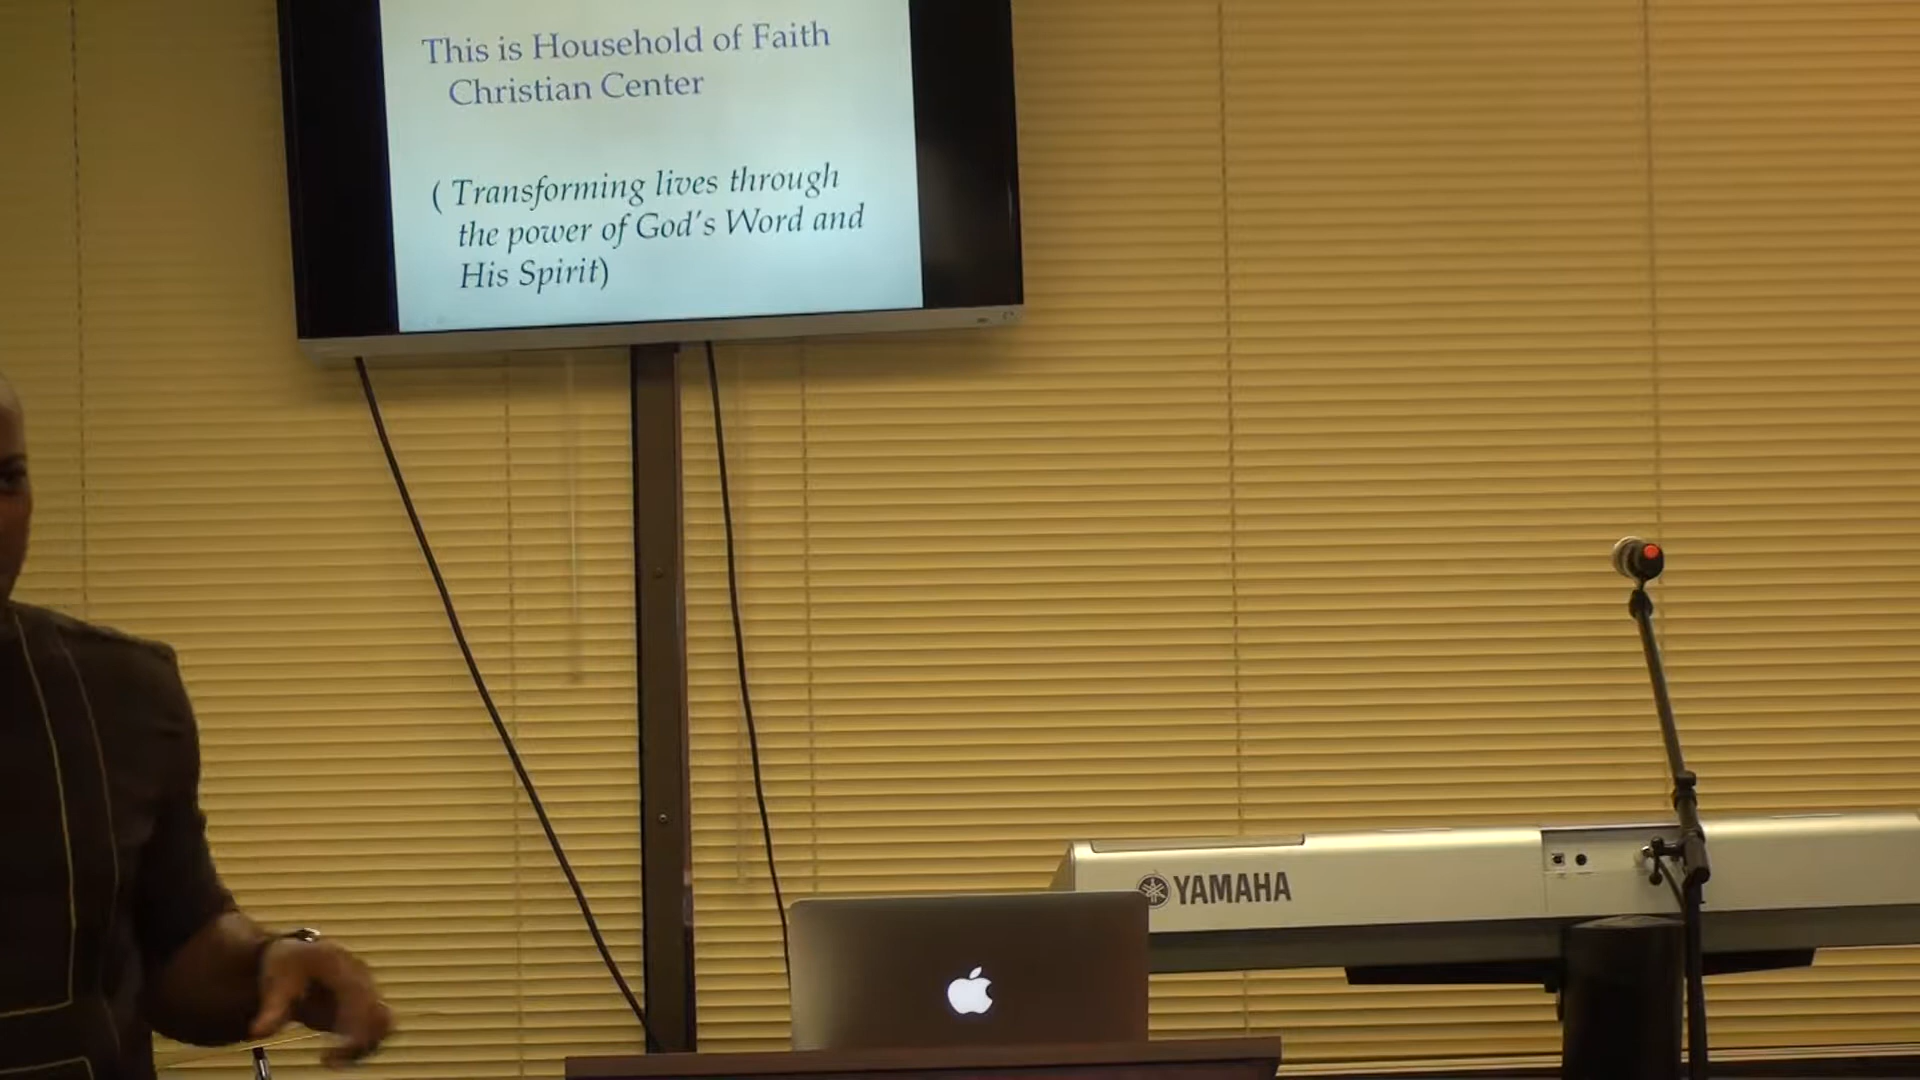 This is Household of Faith
Christian Center
( Transforming lives through
the power of God's Word and
His Spirit)
YAMAHA